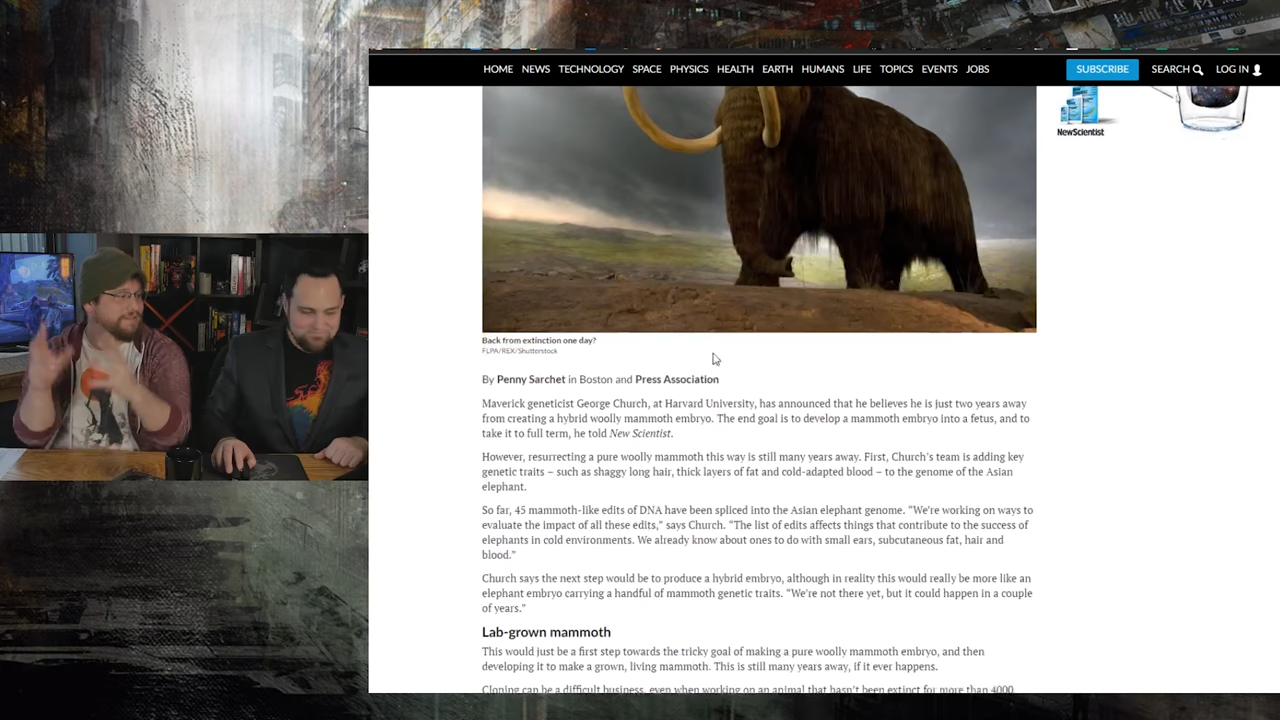 HOME NEWS TECHNOLOGY SPACE PHYSICS HEALTH EARTH HUMANS LIFE TOPICS EVENTS JOBS SUBSCRIBE SEARCH LOG IN
NewScientist
Back from extinction one day?
FLPA/REX/Shutterstock
By Penny Sarchet in Boston and Press Association
Maverick geneticist George Church, at Harvard University, has announced that he believes he is just two years away
from creating a hybrid woolly mammoth embryo. The end goal is to develop a mammoth embryo into a fetus, and to
take it to full term, he told New Scientist.
However, resurrecting a pure woolly mammoth this way is still many years away. First, Church's team is adding key
genetic traits – such as shaggy long hair, thick layers of fat and cold-adapted blood – to the genome of the Asian
elephant.
So far, 45 mammoth-like edits of DNA have been spliced into the Asian elephant genome. “We're working on ways to
evaluate the impact of all these edits,” says Church. “The list of edits affects things that contribute to the success of
elephants in cold environments. We already know about ones to do with small ears, subcutaneous fat, hair and
blood.”
Church says the next step would be to produce a hybrid embryo, although in reality this would really be more like an
elephant embryo carrying a handful of mammoth genetic traits. “We're not there yet, but it could happen in a couple
of years.”
Lab-grown mammoth
This would just be a first step towards the tricky goal of making a pure woolly mammoth embryo, and then
developing it to make a grown, living mammoth. This is still many years away, if it ever happens.
Cloning can be a difficult business, even when working on an animal that hasn't been extinct for more than 4000